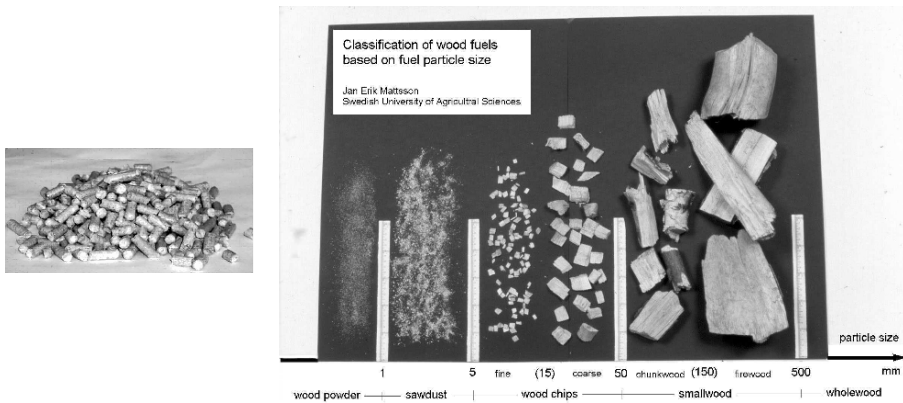 Classification of wood fuels
based on fuel particle size
Jan Erik Mattsson
Swedish University of Agricultral Sciences
particle size
1 5 fine (15) coarse 50 chunkwood (150) firewood 500 mm
wood powder sawdust wood chips smallwood wholewood